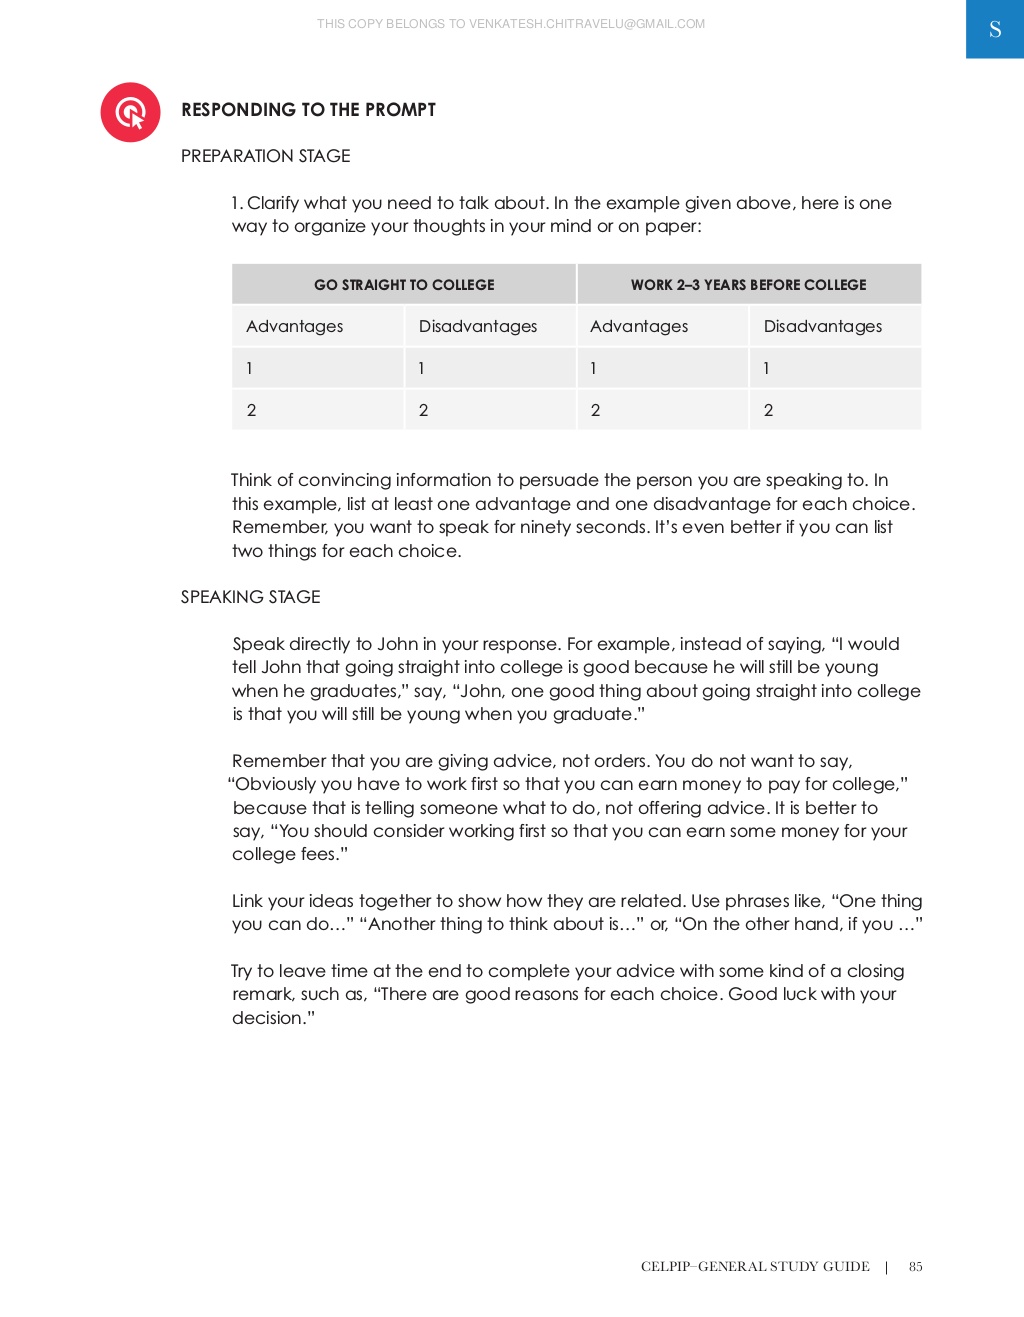 THIS COPY BELONGS TO VENKATESH.CHITRAVELU@GMAIL.COM
S
RESPONDING TO THE PROMPT
PREPARATION STAGE
1. Clarify what you need to talk about. In the example given above, here is one
way to organize your thoughts in your mind or on paper:
GO STRAIGHT TO COLLEGE WORK 2–3 YEARS BEFORE COLLEGE
Advantages Disadvantages Advantages Disadvantages
1 1 1 1
2 2 2 2
Think of convincing information to persuade the person you are speaking to. In
this example, list at least one advantage and one disadvantage for each choice.
Remember, you want to speak for ninety seconds. It’s even better if you can list
two things for each choice.
SPEAKING STAGE
Speak directly to John in your response. For example, instead of saying, “I would
tell John that going straight into college is good because he will still be young
when he graduates,” say, “John, one good thing about going straight into college
is that you will still be young when you graduate.”
Remember that you are giving advice, not orders. You do not want to say,
“Obviously you have to work first so that you can earn money to pay for college,”
because that is telling someone what to do, not offering advice. It is better to
say, “You should consider working first so that you can earn some money for your
college fees.”
Link your ideas together to show how they are related. Use phrases like, “One thing
you can do…” “Another thing to think about is…” or, “On the other hand, if you …”
Try to leave time at the end to complete your advice with some kind of a closing
remark, such as, “There are good reasons for each choice. Good luck with your
decision.”
CELPIP–GENERAL STUDY GUIDE | 85